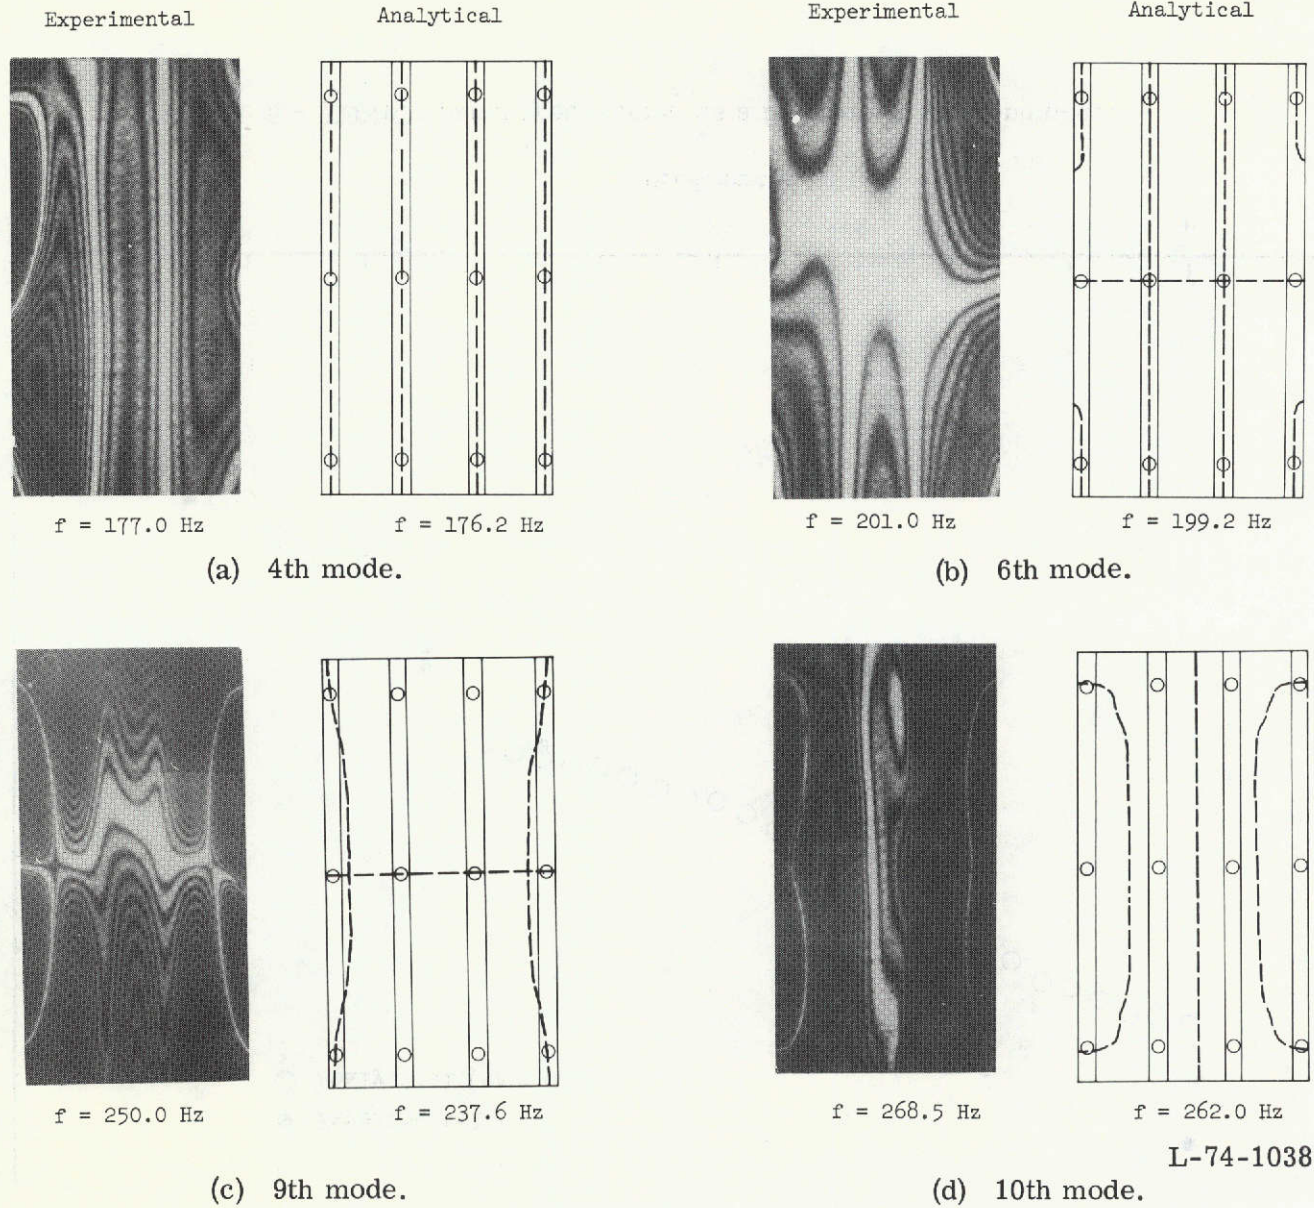 Experimental
Analytical
Experimental
Analytical
f = 177.0 Hz
f = 176.2 Hz
f = 201.0 Hz
f = 199.2 Hz
(a) 4th mode.
(b) 6th mode.
f = 250.0 Hz
f = 237.6 Hz
f = 268.5 Hz
f = 262.0 Hz
L-74-1038
(c) 9th mode.
(d) 10th mode.